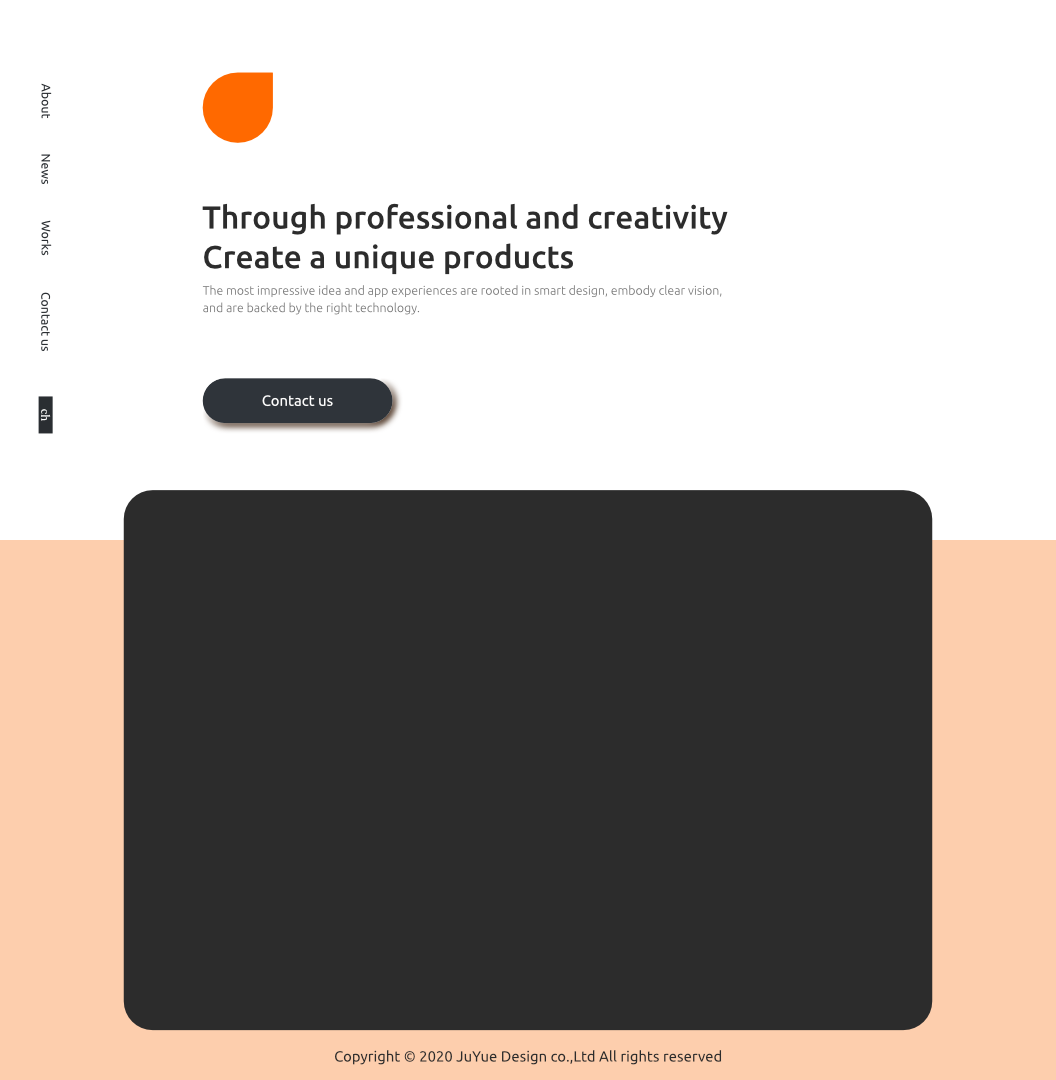 About
News
Works
Contact us
ch
Through professional and creativity
Create a unique products
The most impressive idea and app experiences are rooted in smart design, embody clear vision,
and are backed by the right technology.
Contact us
Copyright © 2020 JuYue Design co.,Ltd All rights reserved